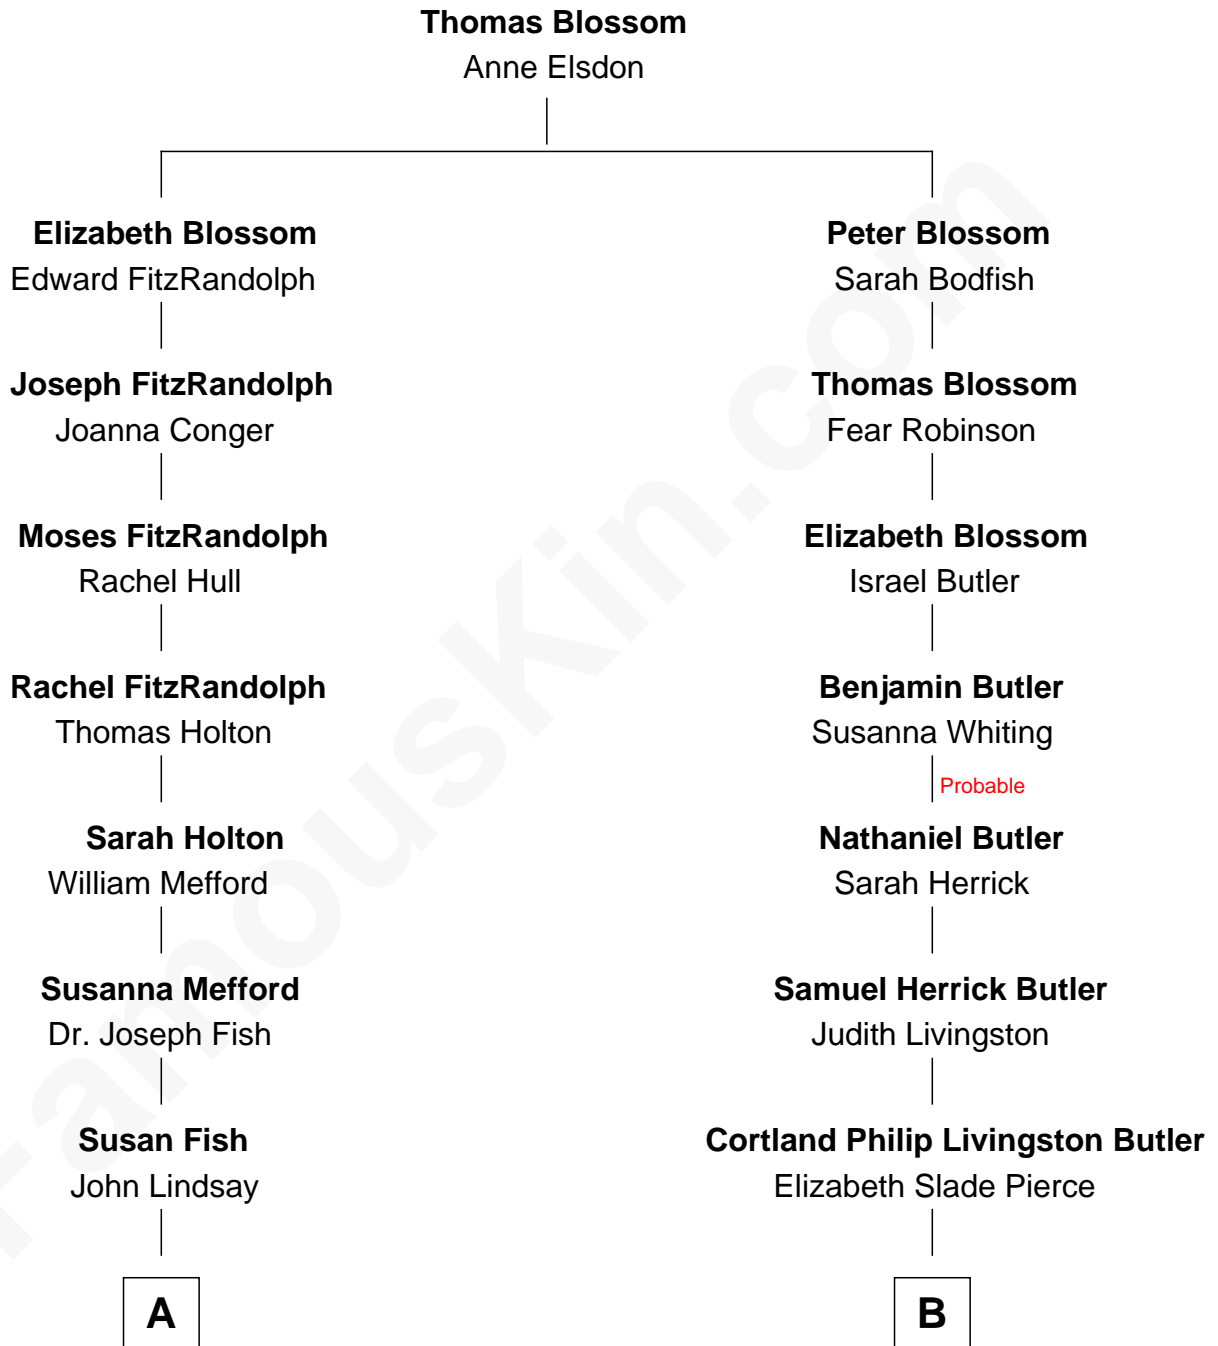 Thomas Blossom
Anne Elsdon
Elizabeth Blossom
Edward FitzRandolph
Peter Blossom
Sarah Bodfish
Joseph FitzRandolph
Joanna Conger
Thomas Blossom
Fear Robinson
Moses FitzRandolph
Rachel Hull
Elizabeth Blossom
Israel Butler
Rachel FitzRandolph
Thomas Holton
Benjamin Butler
Susanna Whiting
Probable
Sarah Holton
William Mefford
Nathaniel Butler
Sarah Herrick
Susanna Mefford
Dr. Joseph Fish
Samuel Herrick Butler
Judith Livingston
Susan Fish
John Lindsay
Cortland Philip Livingston Butler
Elizabeth Slade Pierce
A
B
FamousKin.com